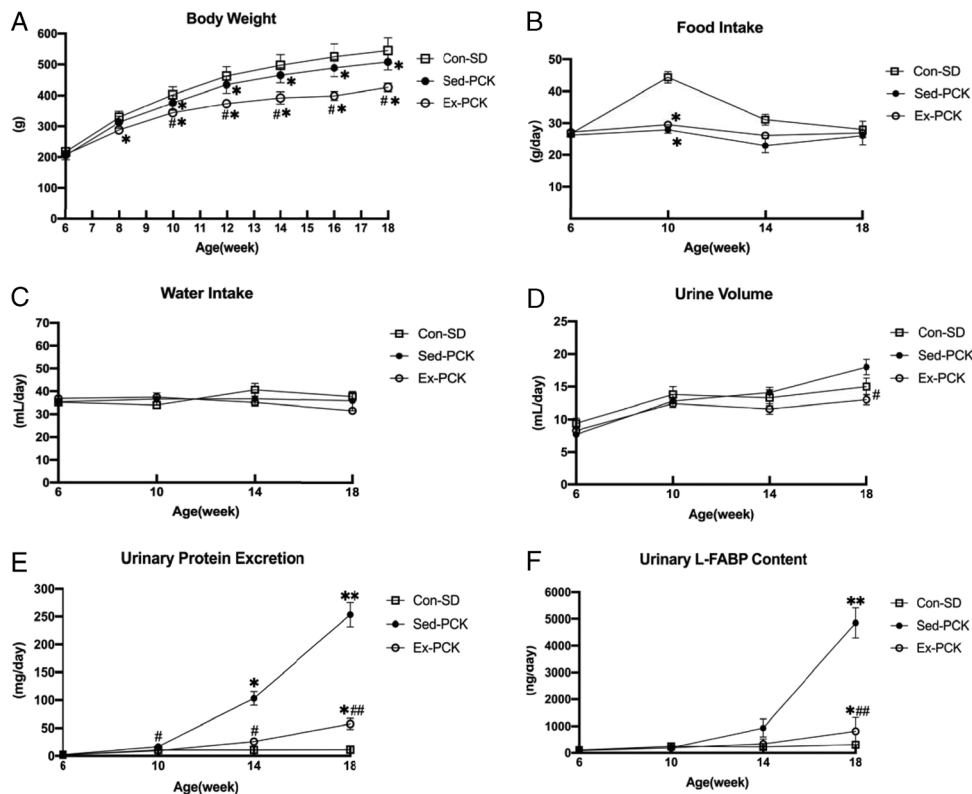 A
Body Weight
600
500
400
300
200
100
0
(g)
6 7 8 9 10 11 12 13 14 15 16 17 18
Age(week)
Con-SD
Sed-PCK
Ex-PCK
* * * * * *
* #* #* #* #* #*
B
Food Intake
50
40
30
20
10
(g/day)
6 10 14 18
Age(week)
Con-SD
Sed-PCK
Ex-PCK
*
*
C
Water Intake
70
60
50
40
30
20
10
0
(mL/day)
6 10 14 18
Age(week)
Con-SD
Sed-PCK
Ex-PCK
D
Urine Volume
25
20
15
10
5
0
(mL/day)
6 10 14 18
Age(week)
Con-SD
Sed-PCK
Ex-PCK
#
E
Urinary Protein Excretion
300
250
200
150
100
50
0
(mg/day)
6 10 14 18
Age(week)
Con-SD
Sed-PCK
Ex-PCK
**
*
# # *##
F
Urinary L-FABP Content
6000
5000
4000
3000
2000
1000
0
(ng/day)
6 10 14 18
Age(week)
Con-SD
Sed-PCK
Ex-PCK
**
*##